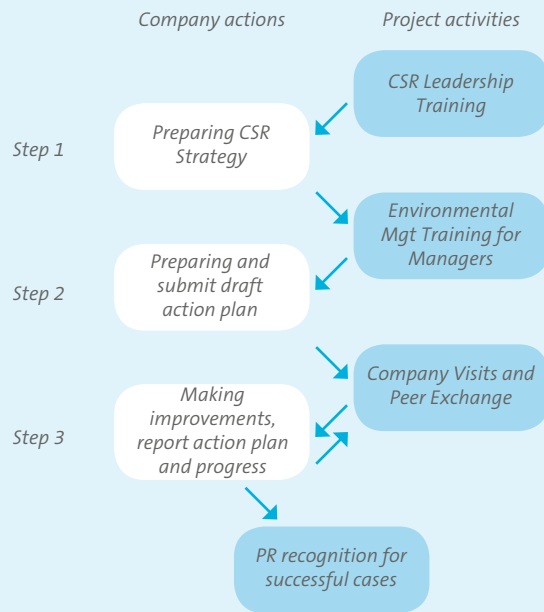 Company actions
Project activities
CSR Leadership
Training
Step 1
Preparing CSR
Strategy
Environmental
Mgt Training for
Managers
Step 2
Preparing and
submit draft
action plan
Company Visits and
Peer Exchange
Step 3
Making
improvements,
report action plan
and progress
PR recognition for
successful cases